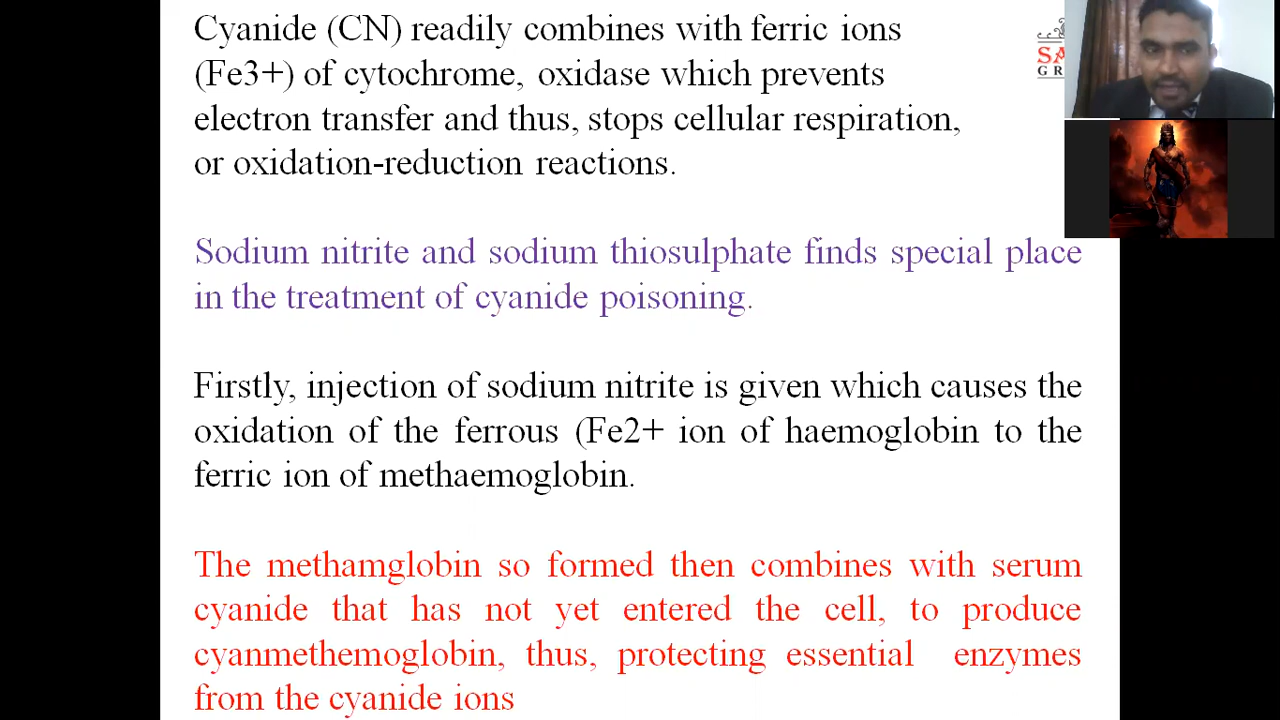 Cyanide (CN) readily combines with ferric ions
(Fe3+) of cytochrome, oxidase which prevents
electron transfer and thus, stops cellular respiration,
or oxidation-reduction reactions.
Sodium nitrite and sodium thiosulphate finds special place
in the treatment of cyanide poisoning.
Firstly, injection of sodium nitrite is given which causes the
oxidation of the ferrous (Fe2+ ion of haemoglobin to the
ferric ion of methaemoglobin.
The methamglobin so formed then combines with serum
cyanide that has not yet entered the cell, to produce
cyanmethemoglobin, thus, protecting essential enzymes
from the cyanide ions